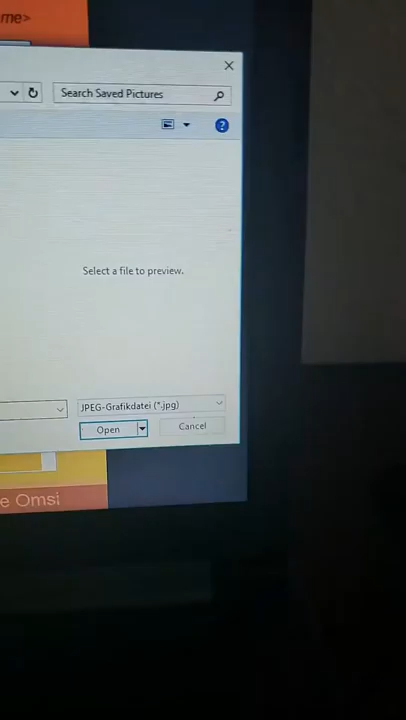 me>
Search Saved Pictures
Select a file to preview.
JPEG-Grafikdatei (*.jpg)
Open
Cancel
e Omsi